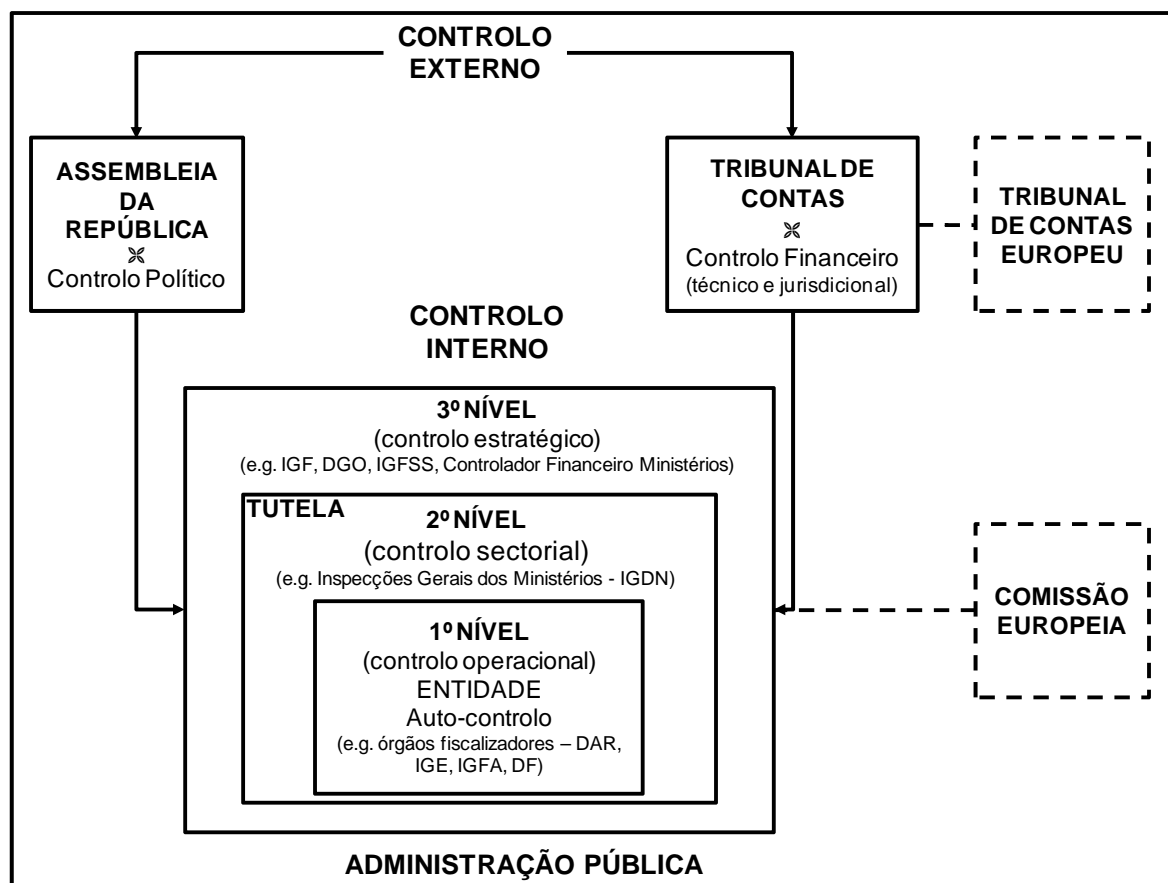 CONTROLO
EXTERNO
ASSEMBLEIA
DA
REPÚBLICA
Controlo Político
TRIBUNAL DE
CONTAS
Controlo Financeiro
(técnico e jurisdicional)
TRIBUNAL
DE CONTAS
EUROPEU
CONTROLO
INTERNO
3º NÍVEL
(controlo estratégico)
(e.g. IGF, DGO, IGFSS, Controlador Financeiro Ministérios)
TUTELA
2º NÍVEL
(controlo sectorial)
(e.g. Inspecções Gerais dos Ministérios - IGDN)
1º NÍVEL
(controlo operacional)
ENTIDADE
Auto-controlo
(e.g. órgãos fiscalizadores – DAR,
IGE, IGFA, DF)
COMISSÃO
EUROPEIA
ADMINISTRAÇÃO PÚBLICA